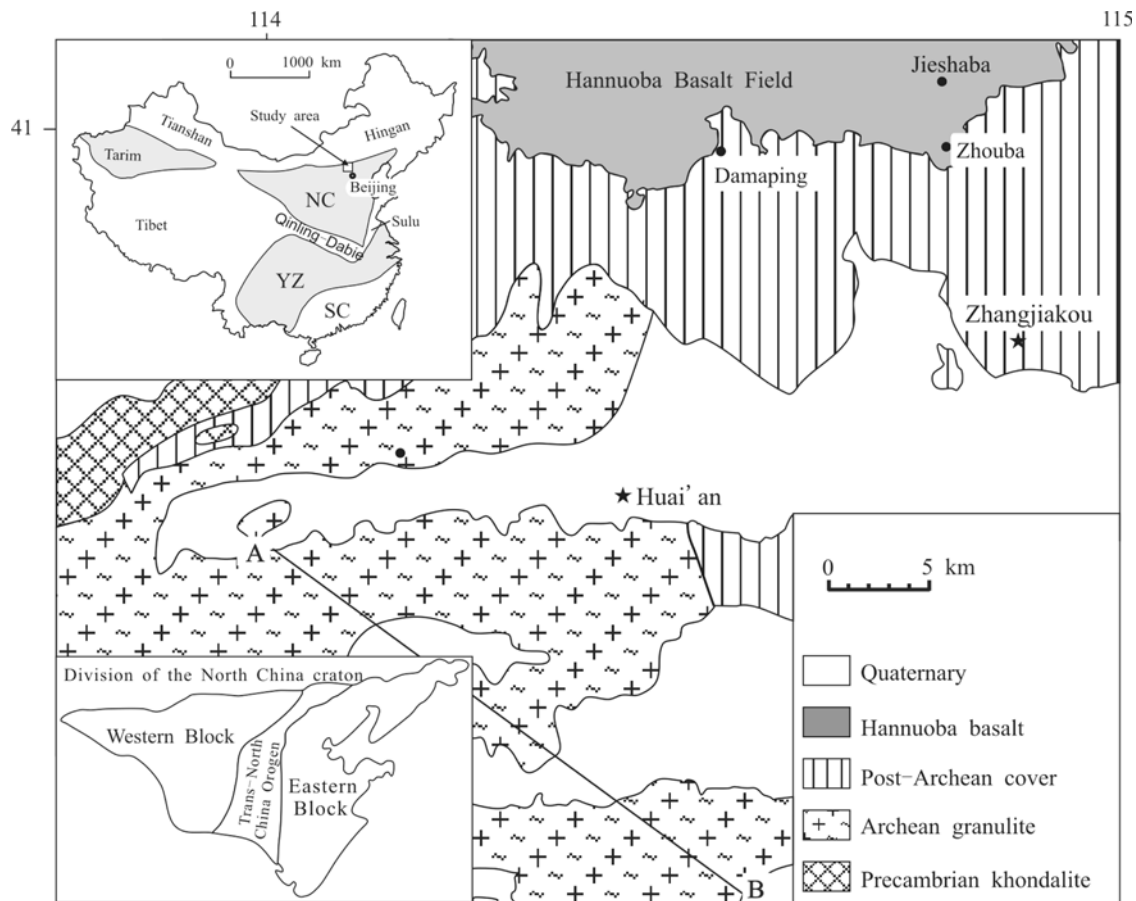 114
115
41
0 1000 km
Study area
Tianshan
Hingan
Tarim
Beijing
NC
Tibet
Sulu
Qinling-Dabie
YZ
SC
Hannuoba Basalt Field
Jieshaba
Zhouba
Damaping
Zhangjiakou
Huai' an
A
B
Division of the North China craton
Western Block
Trans-North
China Orogen
Eastern
Block
0 5 km
Quaternary
Hannuoba basalt
Post-Archean cover
Archean granulite
Precambrian khondalite